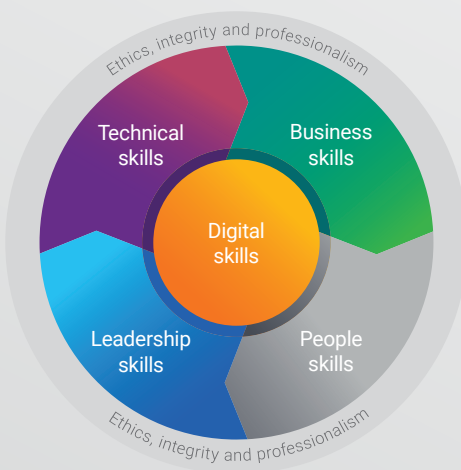 Ethics, integrity and professionalism
Technical
skills
Business
skills
Digital
skills
Leadership
skills
People
skills
Ethics, integrity and professionalism